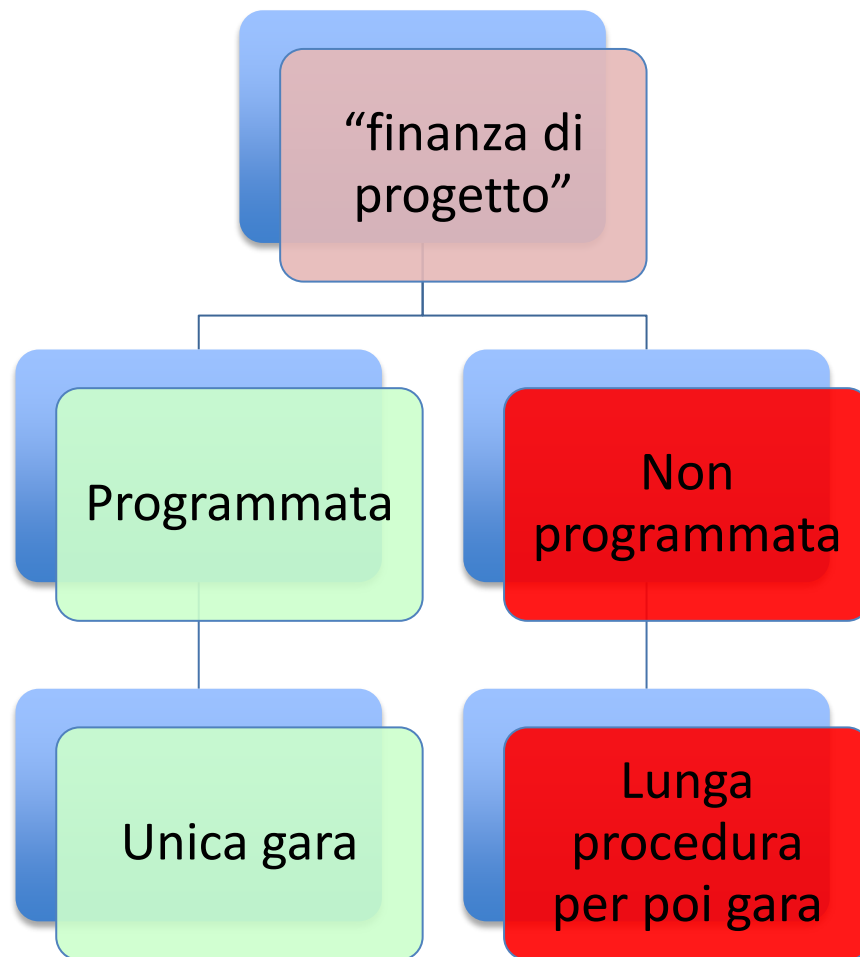 “finanza di
progetto”
Programmata
Non
programmata
Unica gara
Lunga
procedura
per poi gara